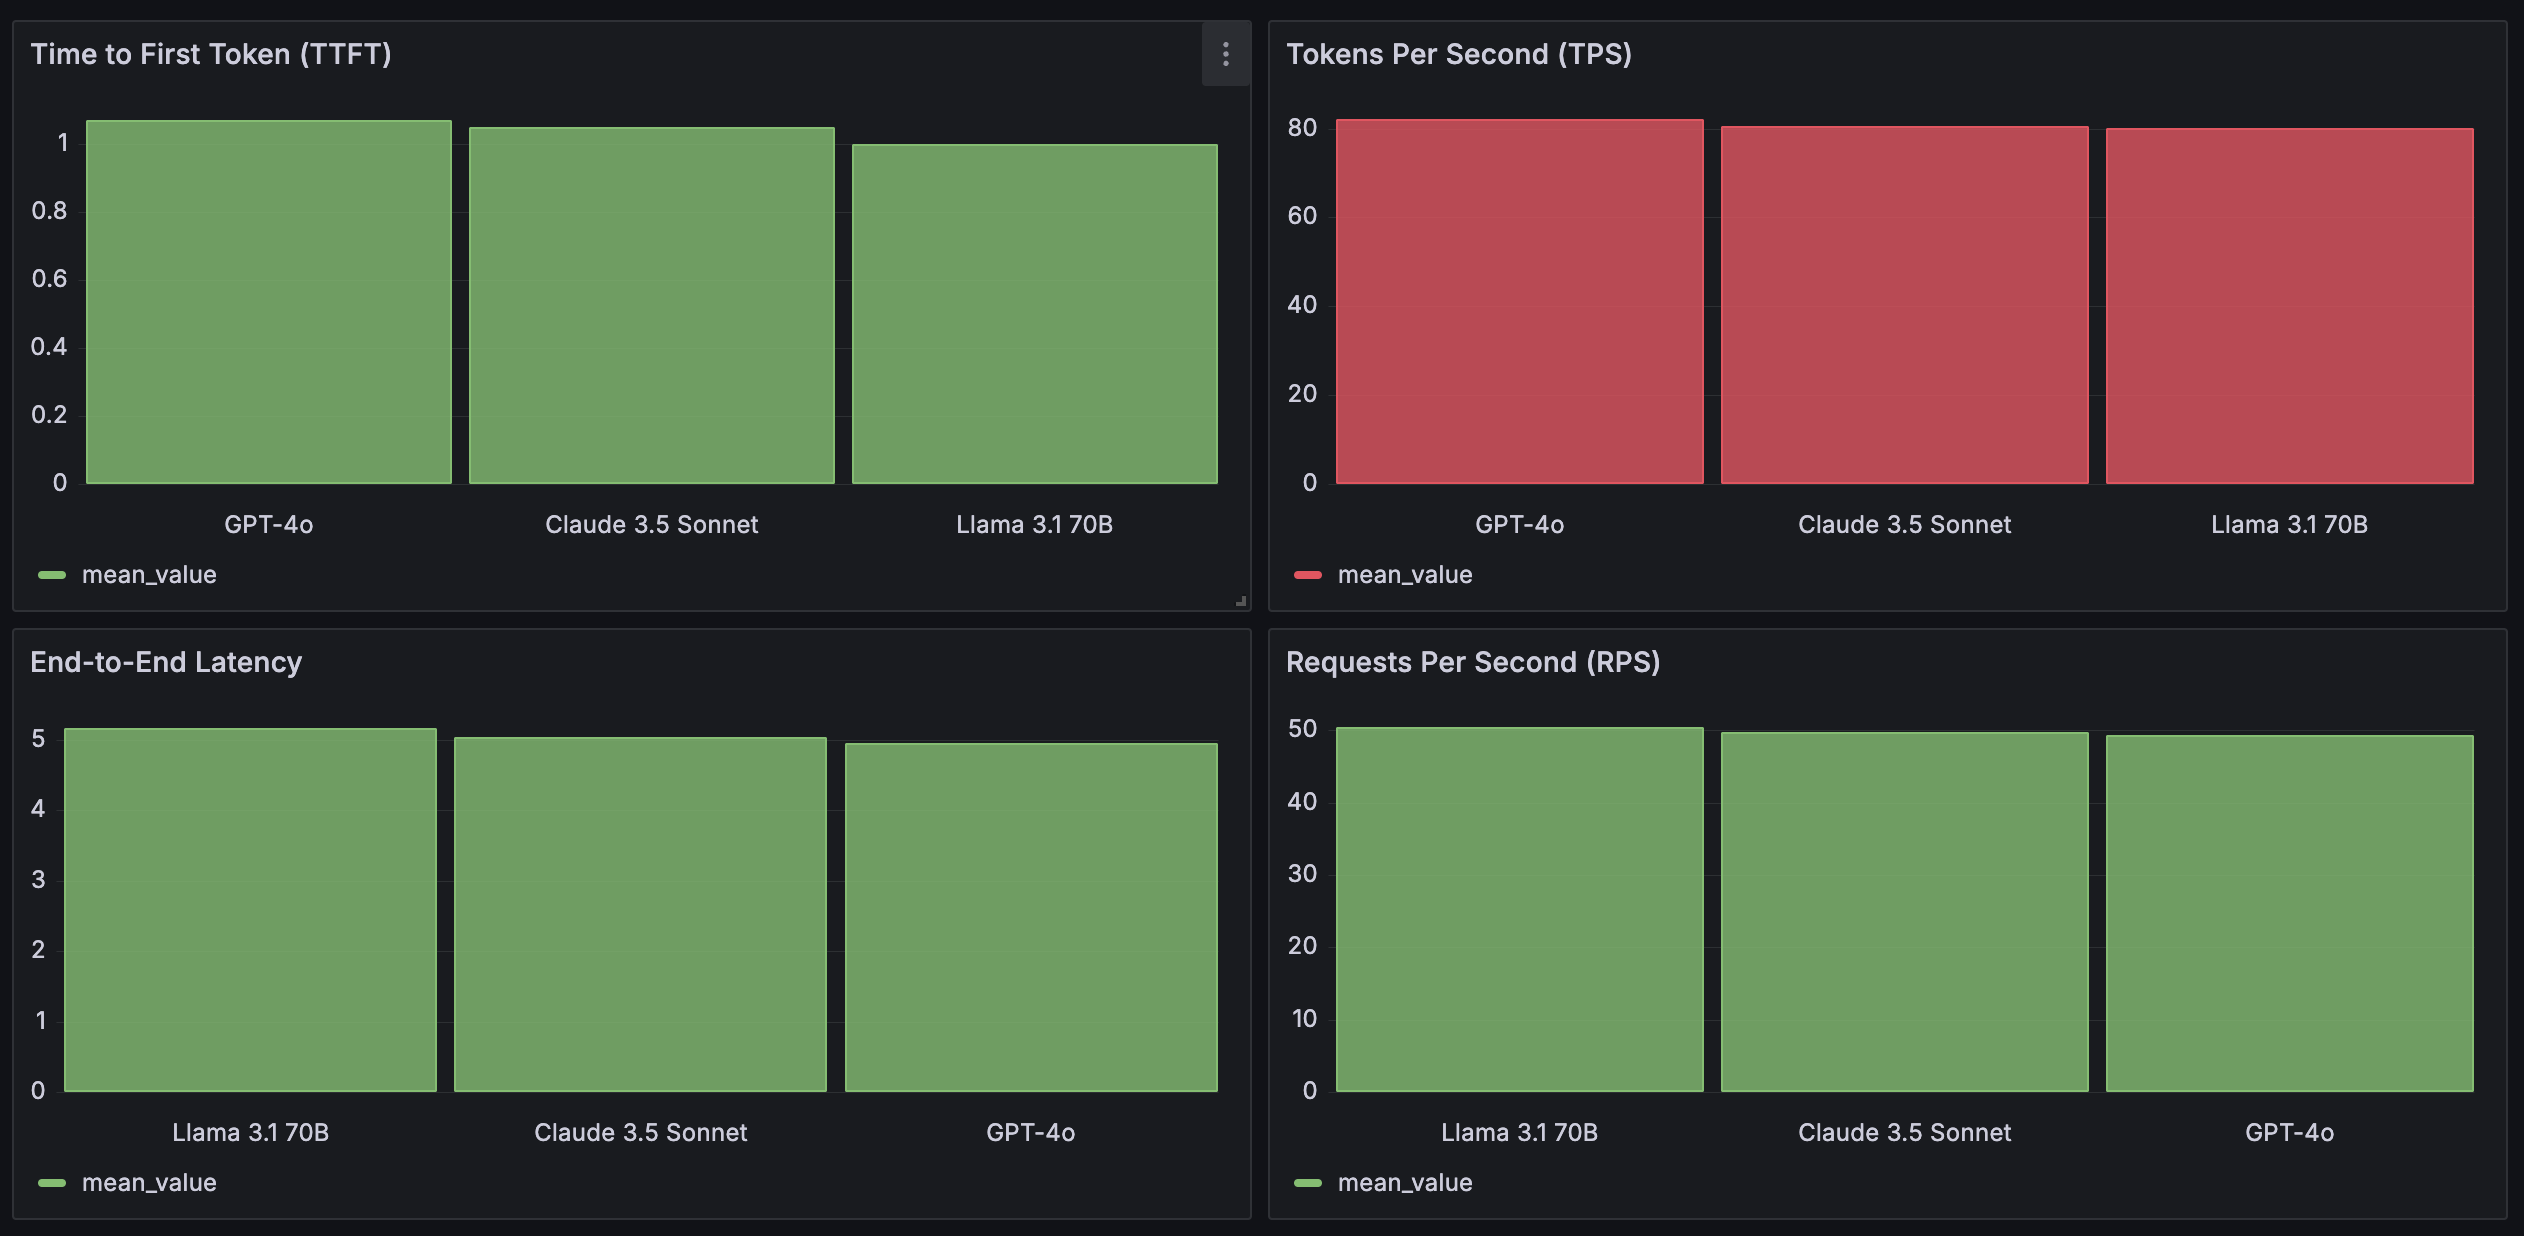 Time to First Token (TTFT)
1
0.8
0.6
0.4
0.2
0
GPT-4o Claude 3.5 Sonnet Llama 3.1 70B
mean_value
Tokens Per Second (TPS)
80
60
40
20
0
GPT-4o Claude 3.5 Sonnet Llama 3.1 70B
mean_value
End-to-End Latency
5
4
3
2
1
0
Llama 3.1 70B Claude 3.5 Sonnet GPT-4o
mean_value
Requests Per Second (RPS)
50
40
30
20
10
0
Llama 3.1 70B Claude 3.5 Sonnet GPT-4o
mean_value